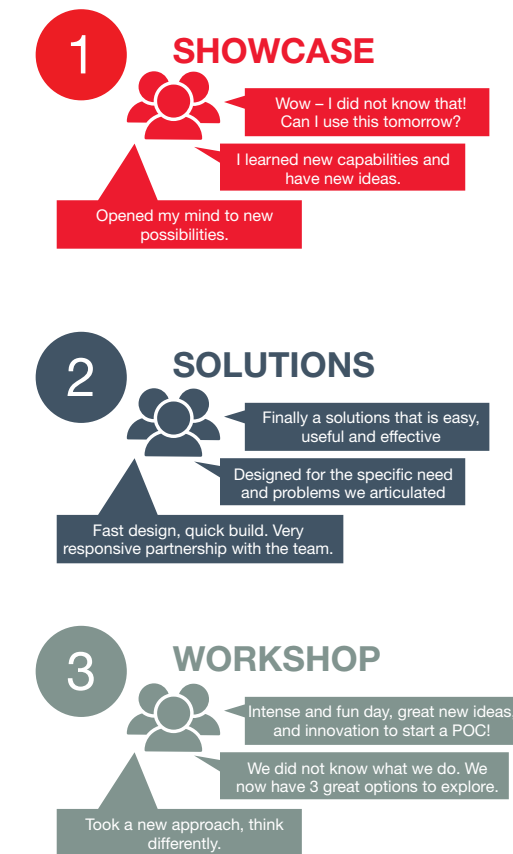 1
SHOWCASE
Wow – I did not know that!
Can I use this tomorrow?
I learned new capabilities and
have new ideas.
Opened my mind to new
possibilities.
2
SOLUTIONS
Finally a solutions that is easy,
useful and effective
Designed for the specific need
and problems we articulated
Fast design, quick build. Very
responsive partnership with the team.
3
WORKSHOP
Intense and fun day, great new ideas
and innovation to start a POC!
We did not know what we do. We
now have 3 great options to explore.
Took a new approach, think
differently.